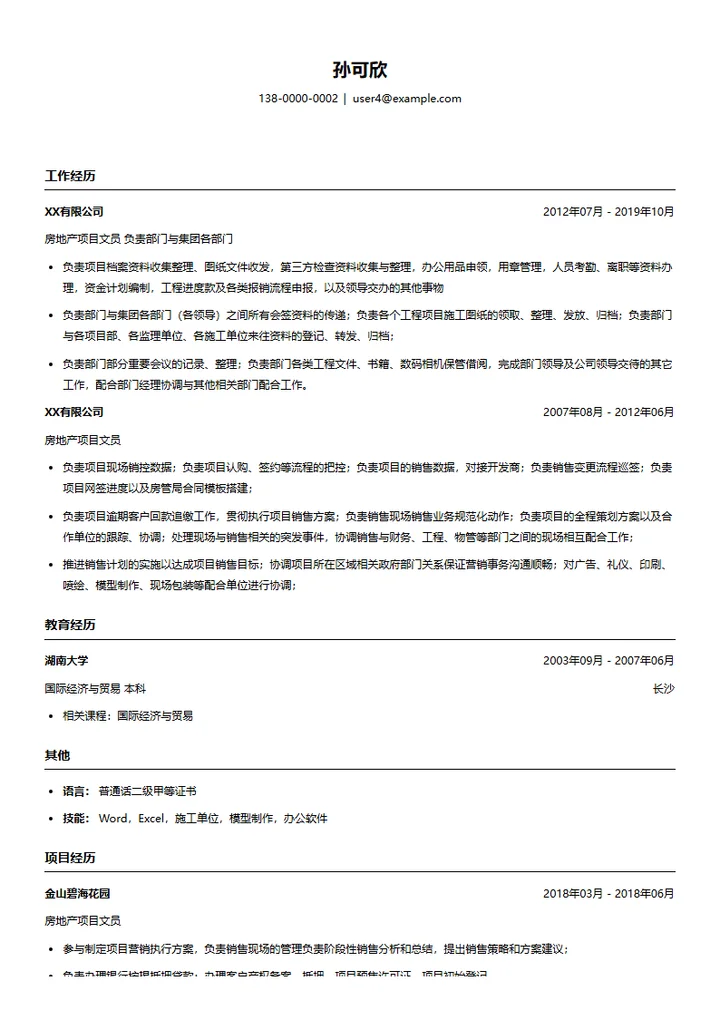 孙可欣
138-0000-0002 | user4@example.com
工作经历
XX有限公司 2012年07月 - 2019年10月
房地产项目文员 负责部门与集团各部门
• 负责项目档案资料收集整理、图纸文件收发，第三方检查资料收集与整理，办公用品申领，用章管理，人员考勤、离职等资料办
理，资金计划编制，工程进度款及各类报销流程申报，以及领导交办的其他事物
• 负责部门与集团各部门（各领导）之间所有会签资料的传递；负责各个工程项目施工图纸的领取、整理、发放、归档；负责部门
与各项目部、各监理单位、各施工单位来往资料的登记、转发、归档；
• 负责部门部分重要会议的记录、整理；负责部门各类工程文件、书籍、数码相机保管借阅，完成部门领导及公司领导交待的其它
工作，配合部门经理协调与其他相关部门配合工作。
XX有限公司 2007年08月 - 2012年06月
房地产项目文员
• 负责项目现场销控数据；负责项目认购、签约等流程的把控；负责项目的销售数据，对接开发商；负责销售变更流程巡签；负责
项目网签进度以及房管局合同模板搭建；
• 负责项目逾期客户回款追缴工作，贯彻执行项目销售方案；负责销售现场销售业务规范化动作；负责项目的全程策划方案以及合
作单位的跟踪、协调；处理现场与销售相关的突发事件，协调销售与财务、工程、物管等部门之间的现场相互配合工作；
• 推进销售计划的实施以达成项目销售目标；协调项目所在区域相关政府部门关系保证营销事务沟通顺畅；对广告、礼仪、印刷、
喷绘、模型制作、现场包装等配合单位进行协调；
教育经历
湖南大学 2003年09月 - 2007年06月
国际经济与贸易 本科 长沙
• 相关课程：国际经济与贸易
其他
• 语言： 普通话二级甲等证书
• 技能： Word，Excel，施工单位，模型制作，办公软件
项目经历
金山碧海花园 2018年03月 - 2018年06月
房地产项目文员
• 参与制定项目营销执行方案，负责销售现场的管理负责阶段性销售分析和总结，提出销售策略和方案建议；
• 负责办理银行按揭抵押贷款；办理客户产权备案、抵押、项目预售许可证、项目初始登记